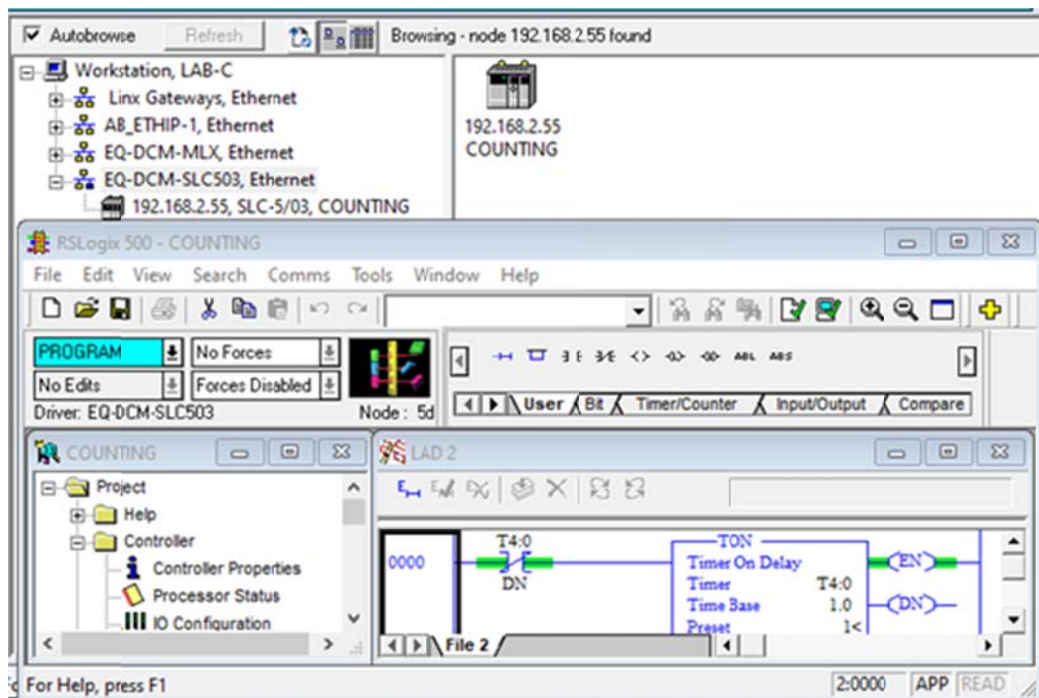 Autobrowse Refresh Browsing - node 192.168.2.55 found
Workstation, LAB-C
Linx Gateways, Ethernet
AB_ETHIP-1, Ethernet
EQ-DCM-MLX, Ethernet
EQ-DCM-SLC503, Ethernet
192.168.2.55, SLC-5/03, COUNTING
192.168.2.55
COUNTING
RSLogix 500 - COUNTING
File Edit View Search Comms Tools Window Help
PROGRAM No Forces
No Edits Forces Disabled
Driver: EQ-DCM-SLC503 Node : 5d
ABL ABS
User Bit Timer/Counter Input/Output Compare
COUNTING
Project
Help
Controller
Controller Properties
Processor Status
IO Configuration
LAD 2
0000
T4:0
DN
TON
Timer On Delay
Timer T4:0
Time Base 1.0
Preset 1<
EN
DN
File 2
For Help, press F1 2:0000 APP READ